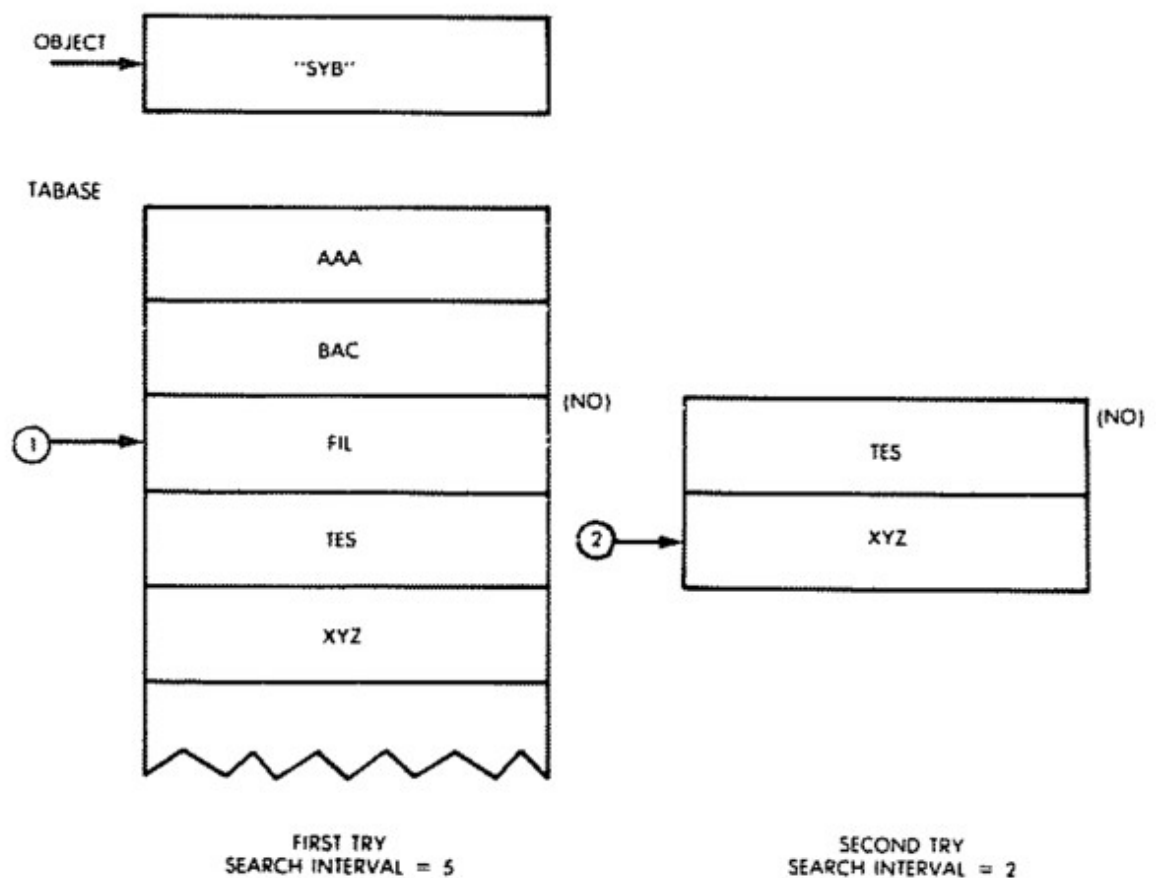 OBJECT
"SYB"
TABASE
AAA
BAC
(NO)
1
FIL
TES
XYZ
(NO)
TES
2
XYZ
FIRST TRY
SEARCH INTERVAL = 5
SECOND TRY
SEARCH INTERVAL = 2